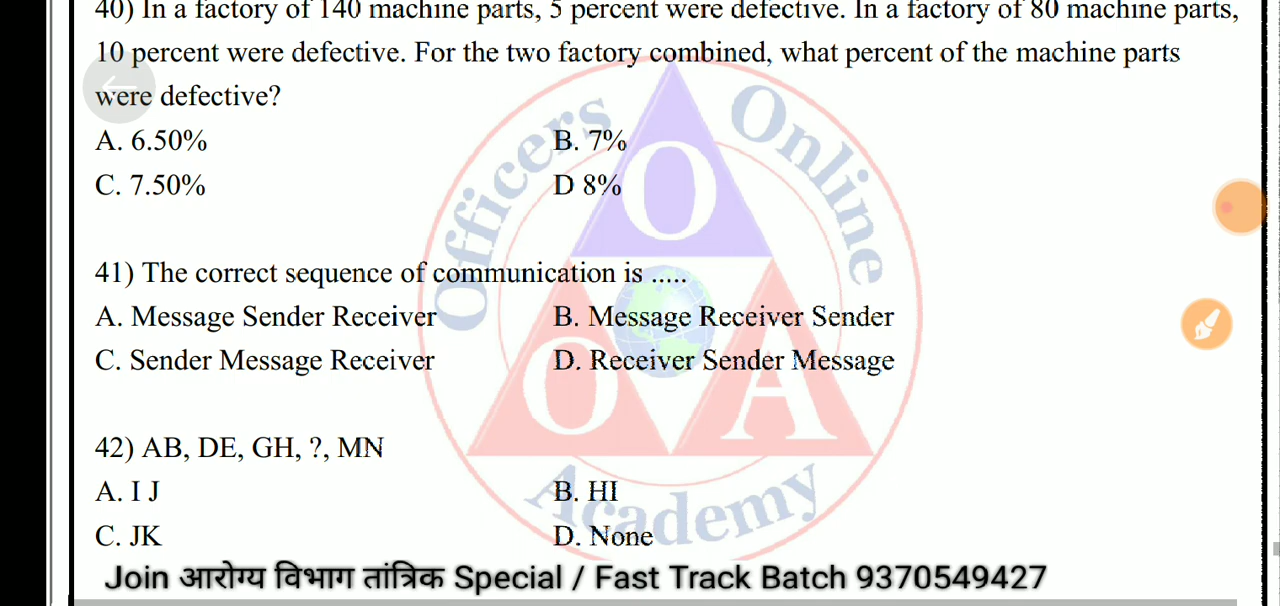 40) In a factory of 140 machine parts, 5 percent were defective. In a factory of 80 machine parts,
10 percent were defective. For the two factory combined, what percent of the machine parts
were defective?
A. 6.50% B. 7%
C. 7.50% D 8%
41) The correct sequence of communication is .....
A. Message Sender Receiver B. Message Receiver Sender
C. Sender Message Receiver D. Receiver Sender Message
42) AB, DE, GH, ?, MN
A. I J B. HI
C. JK D. None
Officers Online Academy
O
O A
Join आरोग्य विभाग तांत्रिक Special / Fast Track Batch 9370549427